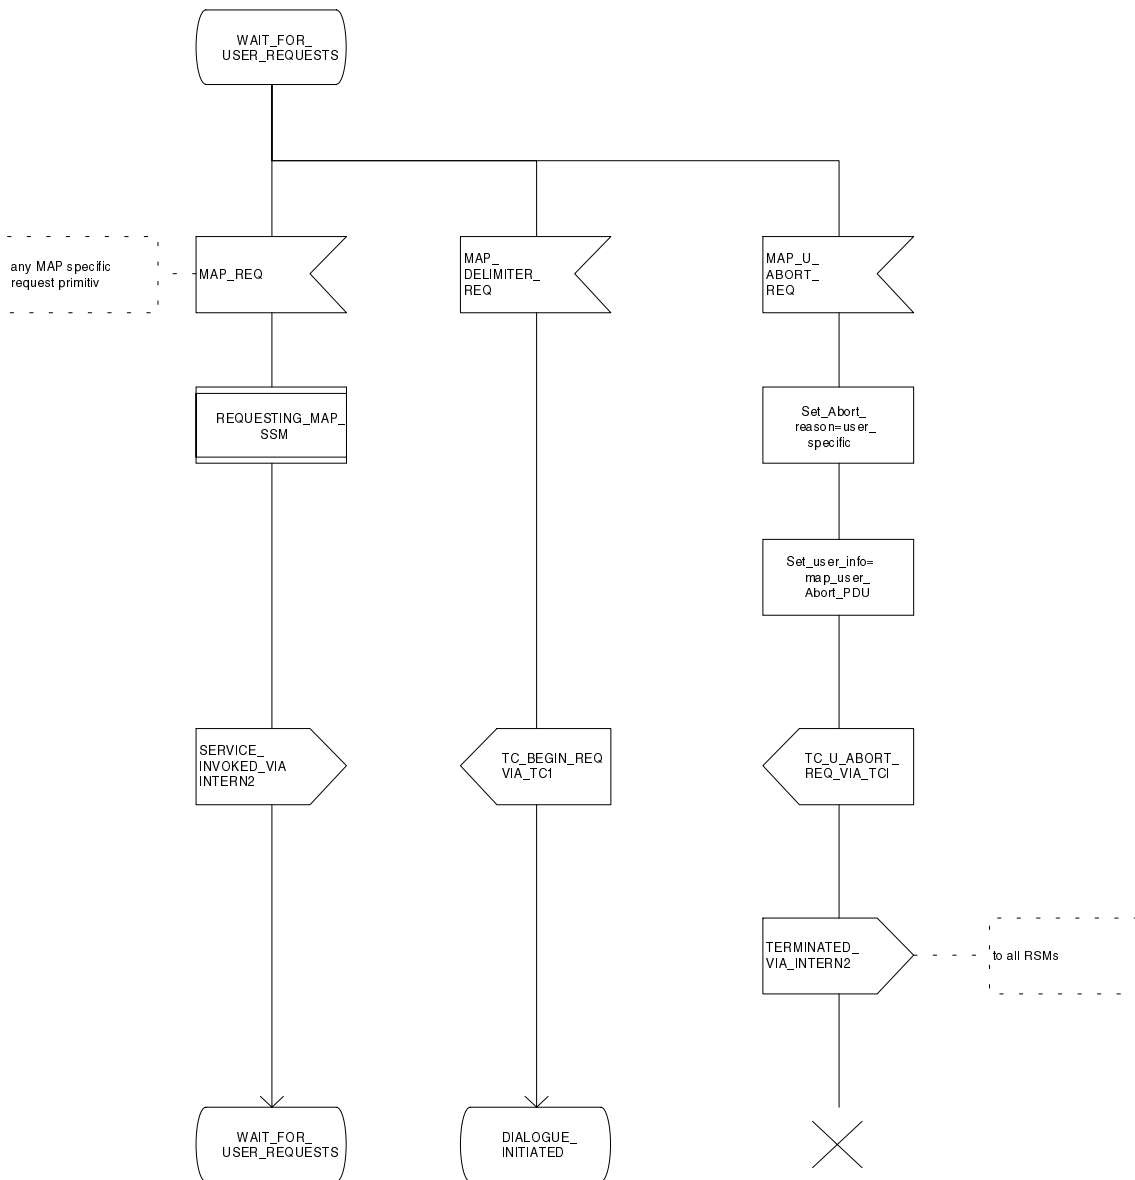 WAIT_FOR_
USER_REQUESTS
any MAP specific
request primitiv
MAP_REQ
MAP_
DELIMITER_
REQ
MAP_U_
ABORT_
REQ
REQUESTING_MAP_
SSM
Set_Abort_
reason=user_
specific
Set_user_info=
map_user_
Abort_PDU
SERVICE_
INVOKED_VIA
INTERN2
TC_BEGIN_REQ
VIA_TC1
TC_U_ABORT_
REQ_VIA_TCI
TERMINATED_
VIA_INTERN2
to all RSMs
WAIT_FOR_
USER_REQUESTS
DIALOGUE_
INITIATED